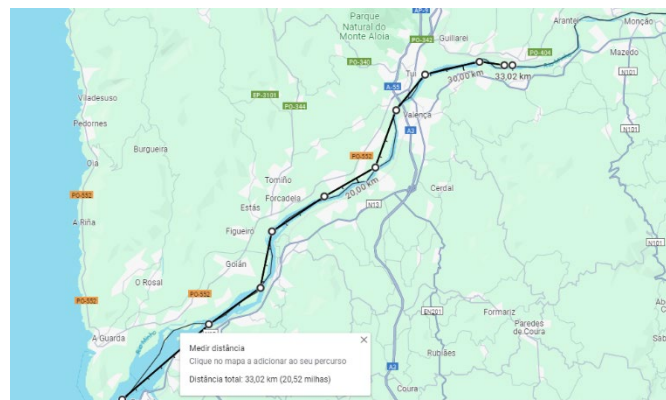 Parque
Natural do
Monte Aloia
AP-9
Guillarei
PO-342
Arantei
Monção
PO-404
Mazedo
PO-340
Tui
30,00 km
33,02 km
N101
A-55
EP-3101
PO-344
Viladesuso
Valença
N101
Pedornes
A3
Burgueira
Oia
PO-552
Tomiño
20,00 km
Cerdal
PO-552
Forcadela
N13
Estás
A Riña
Figueiro
N101
Goián
O Rosal
PO-552
PO-552
EN201
Formariz
Paredes
de Coura
A Guarda
Rubiães
A3
Coura
Medir distância
Clique no mapa a adicionar ao seu percurso
Distância total: 33,02 km (20,52 milhas)